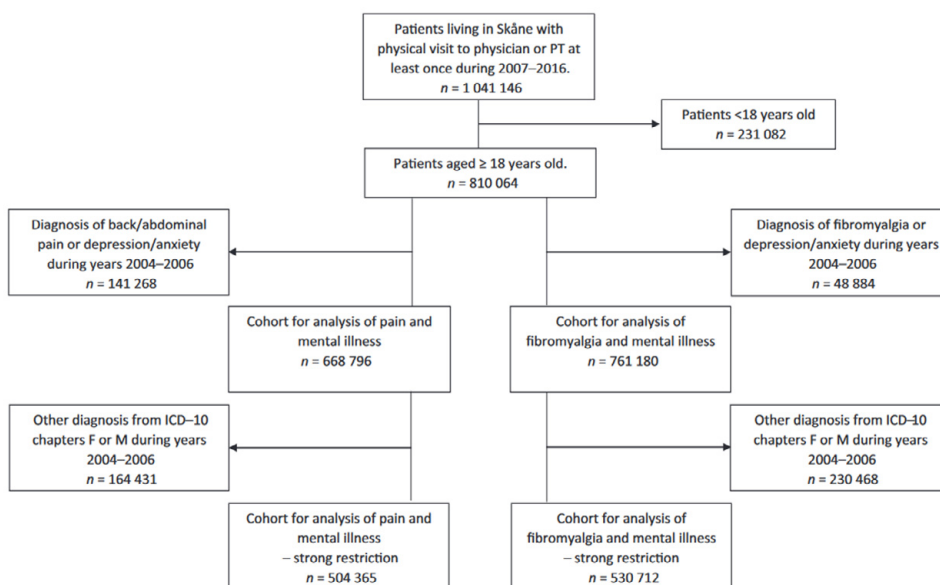 Patients living in Skåne with
physical visit to physician or PT at
least once during 2007–2016.
n = 1 041 146
Patients <18 years old
n = 231 082
Patients aged ≥ 18 years old.
n = 810 064
Diagnosis of back/abdominal
pain or depression/anxiety
during years 2004–2006
n = 141 268
Diagnosis of fibromyalgia or
depression/anxiety during years
2004–2006
n = 48 884
Cohort for analysis of pain and
mental illness
n = 668 796
Cohort for analysis of
fibromyalgia and mental illness
n = 761 180
Other diagnosis from ICD–10
chapters F or M during years
2004–2006
n = 164 431
Other diagnosis from ICD–10
chapters F or M during years
2004–2006
n = 230 468
Cohort for analysis of pain and
mental illness
– strong restriction
n = 504 365
Cohort for analysis of
fibromyalgia and mental illness
– strong restriction
n = 530 712